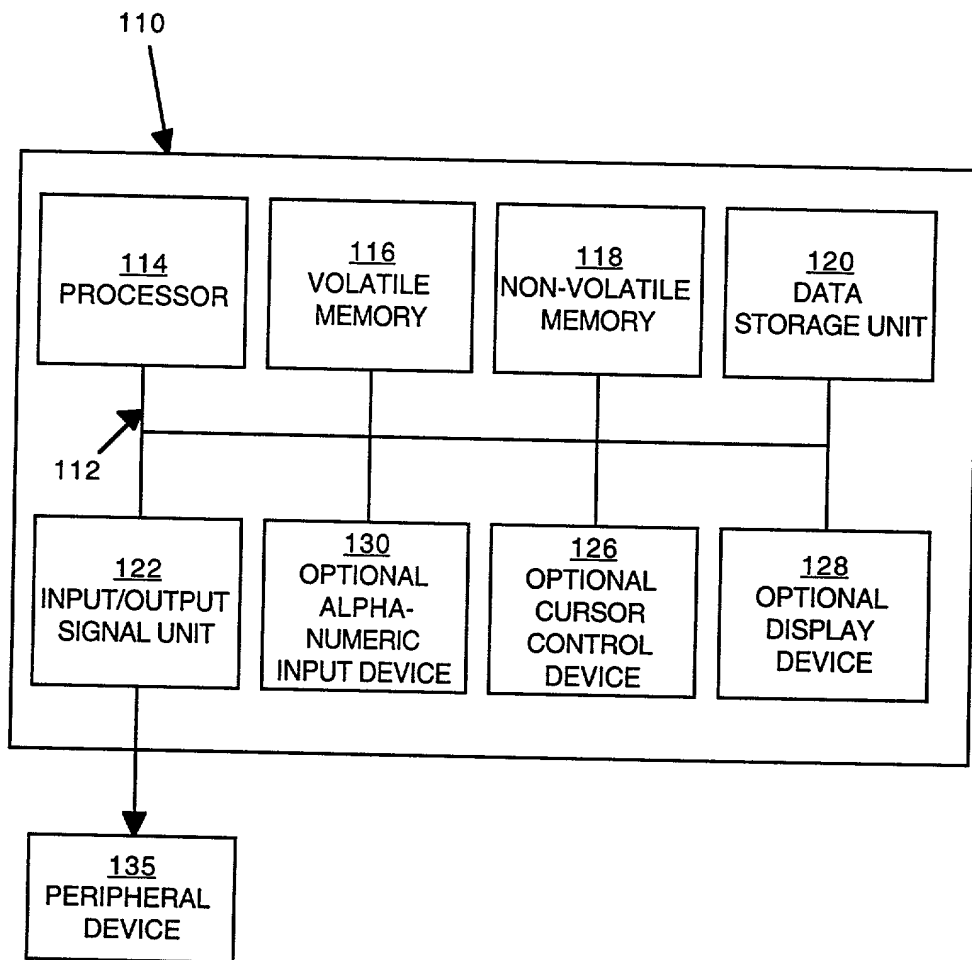 110
114
PROCESSOR
116
VOLATILE
MEMORY
118
NON-VOLATILE
MEMORY
120
DATA
STORAGE UNIT
112
122
INPUT/OUTPUT
SIGNAL UNIT
130
OPTIONAL
ALPHA-
NUMERIC
INPUT DEVICE
126
OPTIONAL
CURSOR
CONTROL
DEVICE
128
OPTIONAL
DISPLAY
DEVICE
135
PERIPHERAL
DEVICE